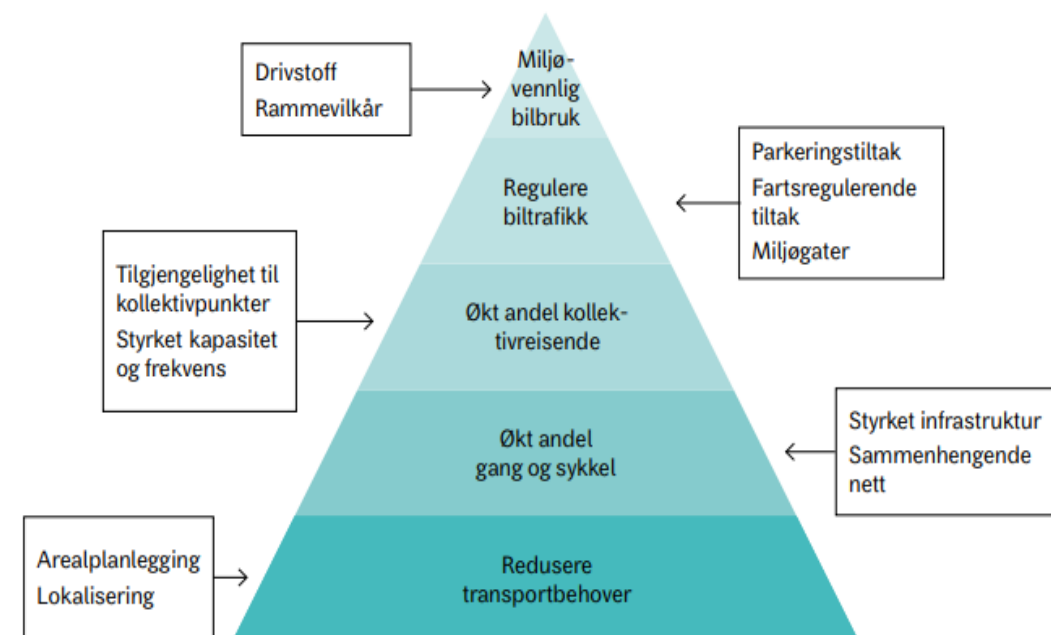 Miljø-
vennlig
bilbruk
Drivstoff
Rammevilkår
Regulere
biltrafikk
Parkeringstiltak
Fartsregulerende
tiltak
Miljøgater
Tilgjengelighet til
kollektivpunkter
Styrket kapasitet
og frekvens
Økt andel kollek-
tivreisende
Økt andel
gang og sykkel
Styrket infrastruktur
Sammenhengende
nett
Arealplanlegging
Lokalisering
Redusere
transportbehover